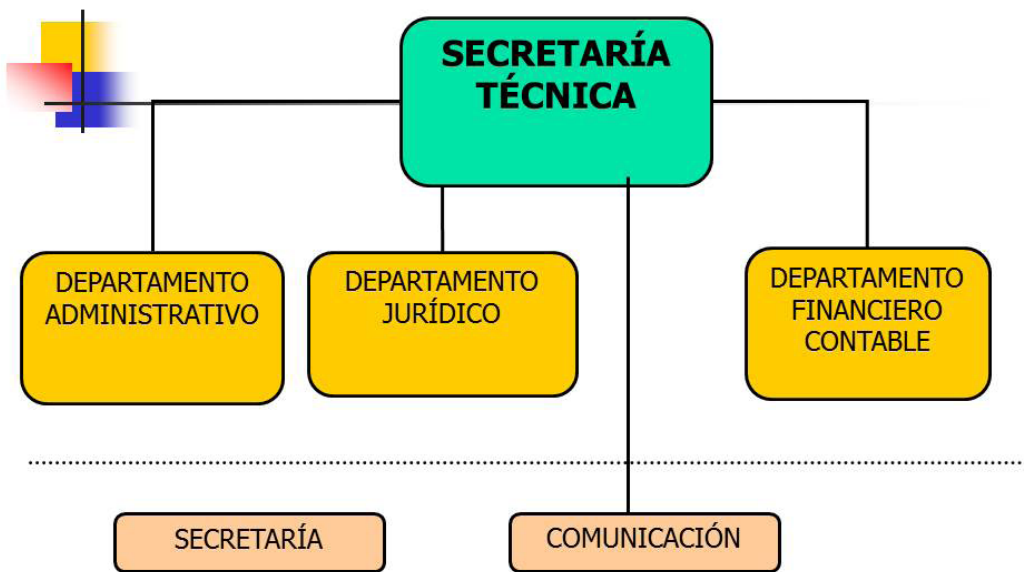 SECRETARÍA
TÉCNICA
DEPARTAMENTO
ADMINISTRATIVO
DEPARTAMENTO
JURÍDICO
DEPARTAMENTO
FINANCIERO
CONTABLE
SECRETARÍA
COMUNICACIÓN